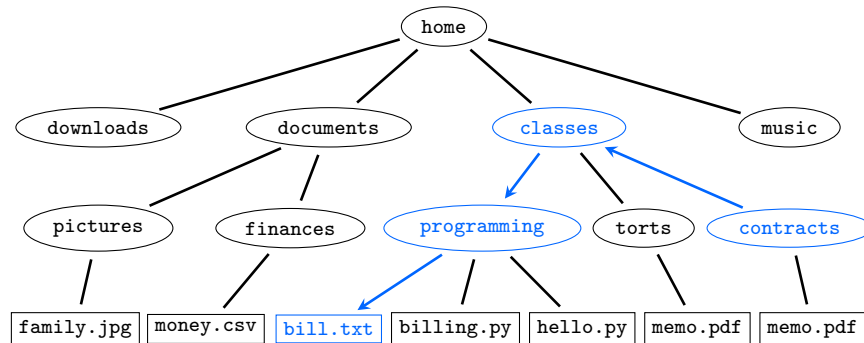 home
downloads documents classes music
pictures finances programming torts contracts
family.jpg money.csv bill.txt billing.py hello.py memo.pdf memo.pdf